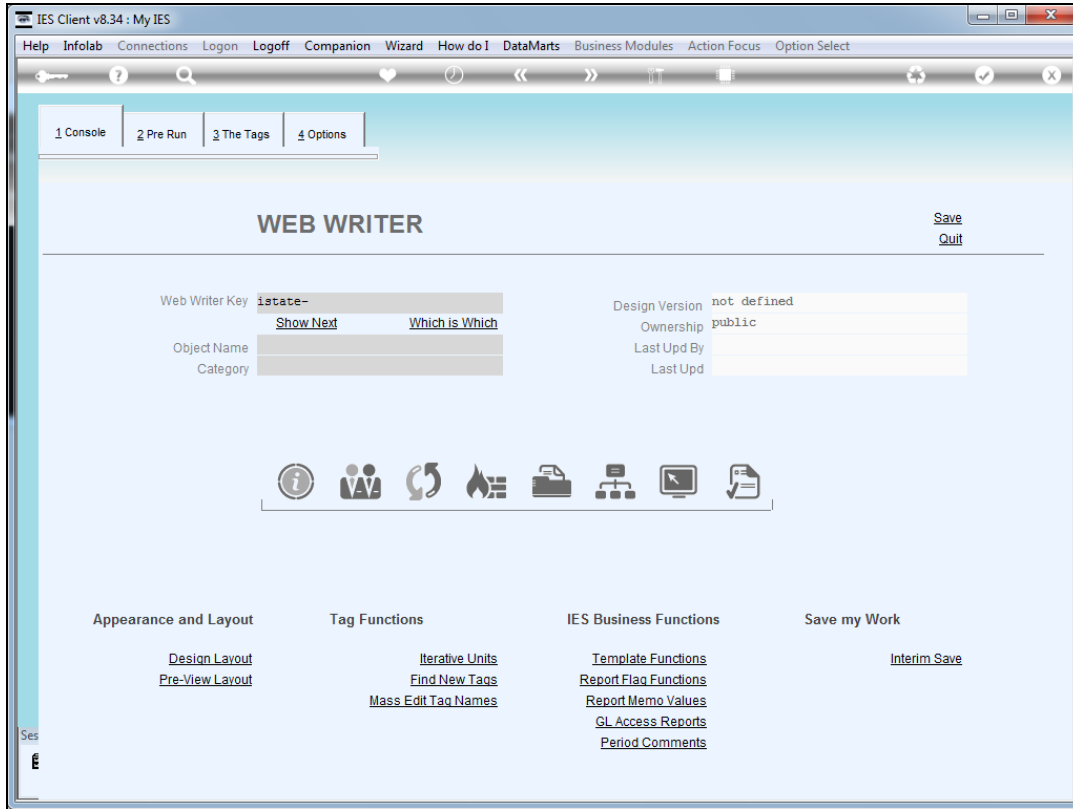 IES Client v8.34 : My IES
Help Infolab Connections Logon Logoff Companion Wizard How do I DataMarts Business Modules Action Focus Option Select
1 Console 2 Pre Run 3 The Tags 4 Options
WEB WRITER
Save
Quit
Web Writer Key istate-
Show Next Which is Which
Object Name
Category
Design Version not defined
Ownership public
Last Upd By
Last Upd
Appearance and Layout Tag Functions IES Business Functions Save my Work
Design Layout Iterative Units Template Functions Interim Save
Pre-View Layout Find New Tags Report Flag Functions
Mass Edit Tag Names Report Memo Values
GL Access Reports
Period Comments
Ses